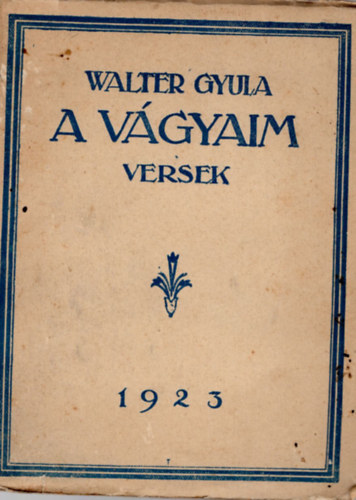 WALTER GYULA
A VÁGYAIM
VERSEK
1923